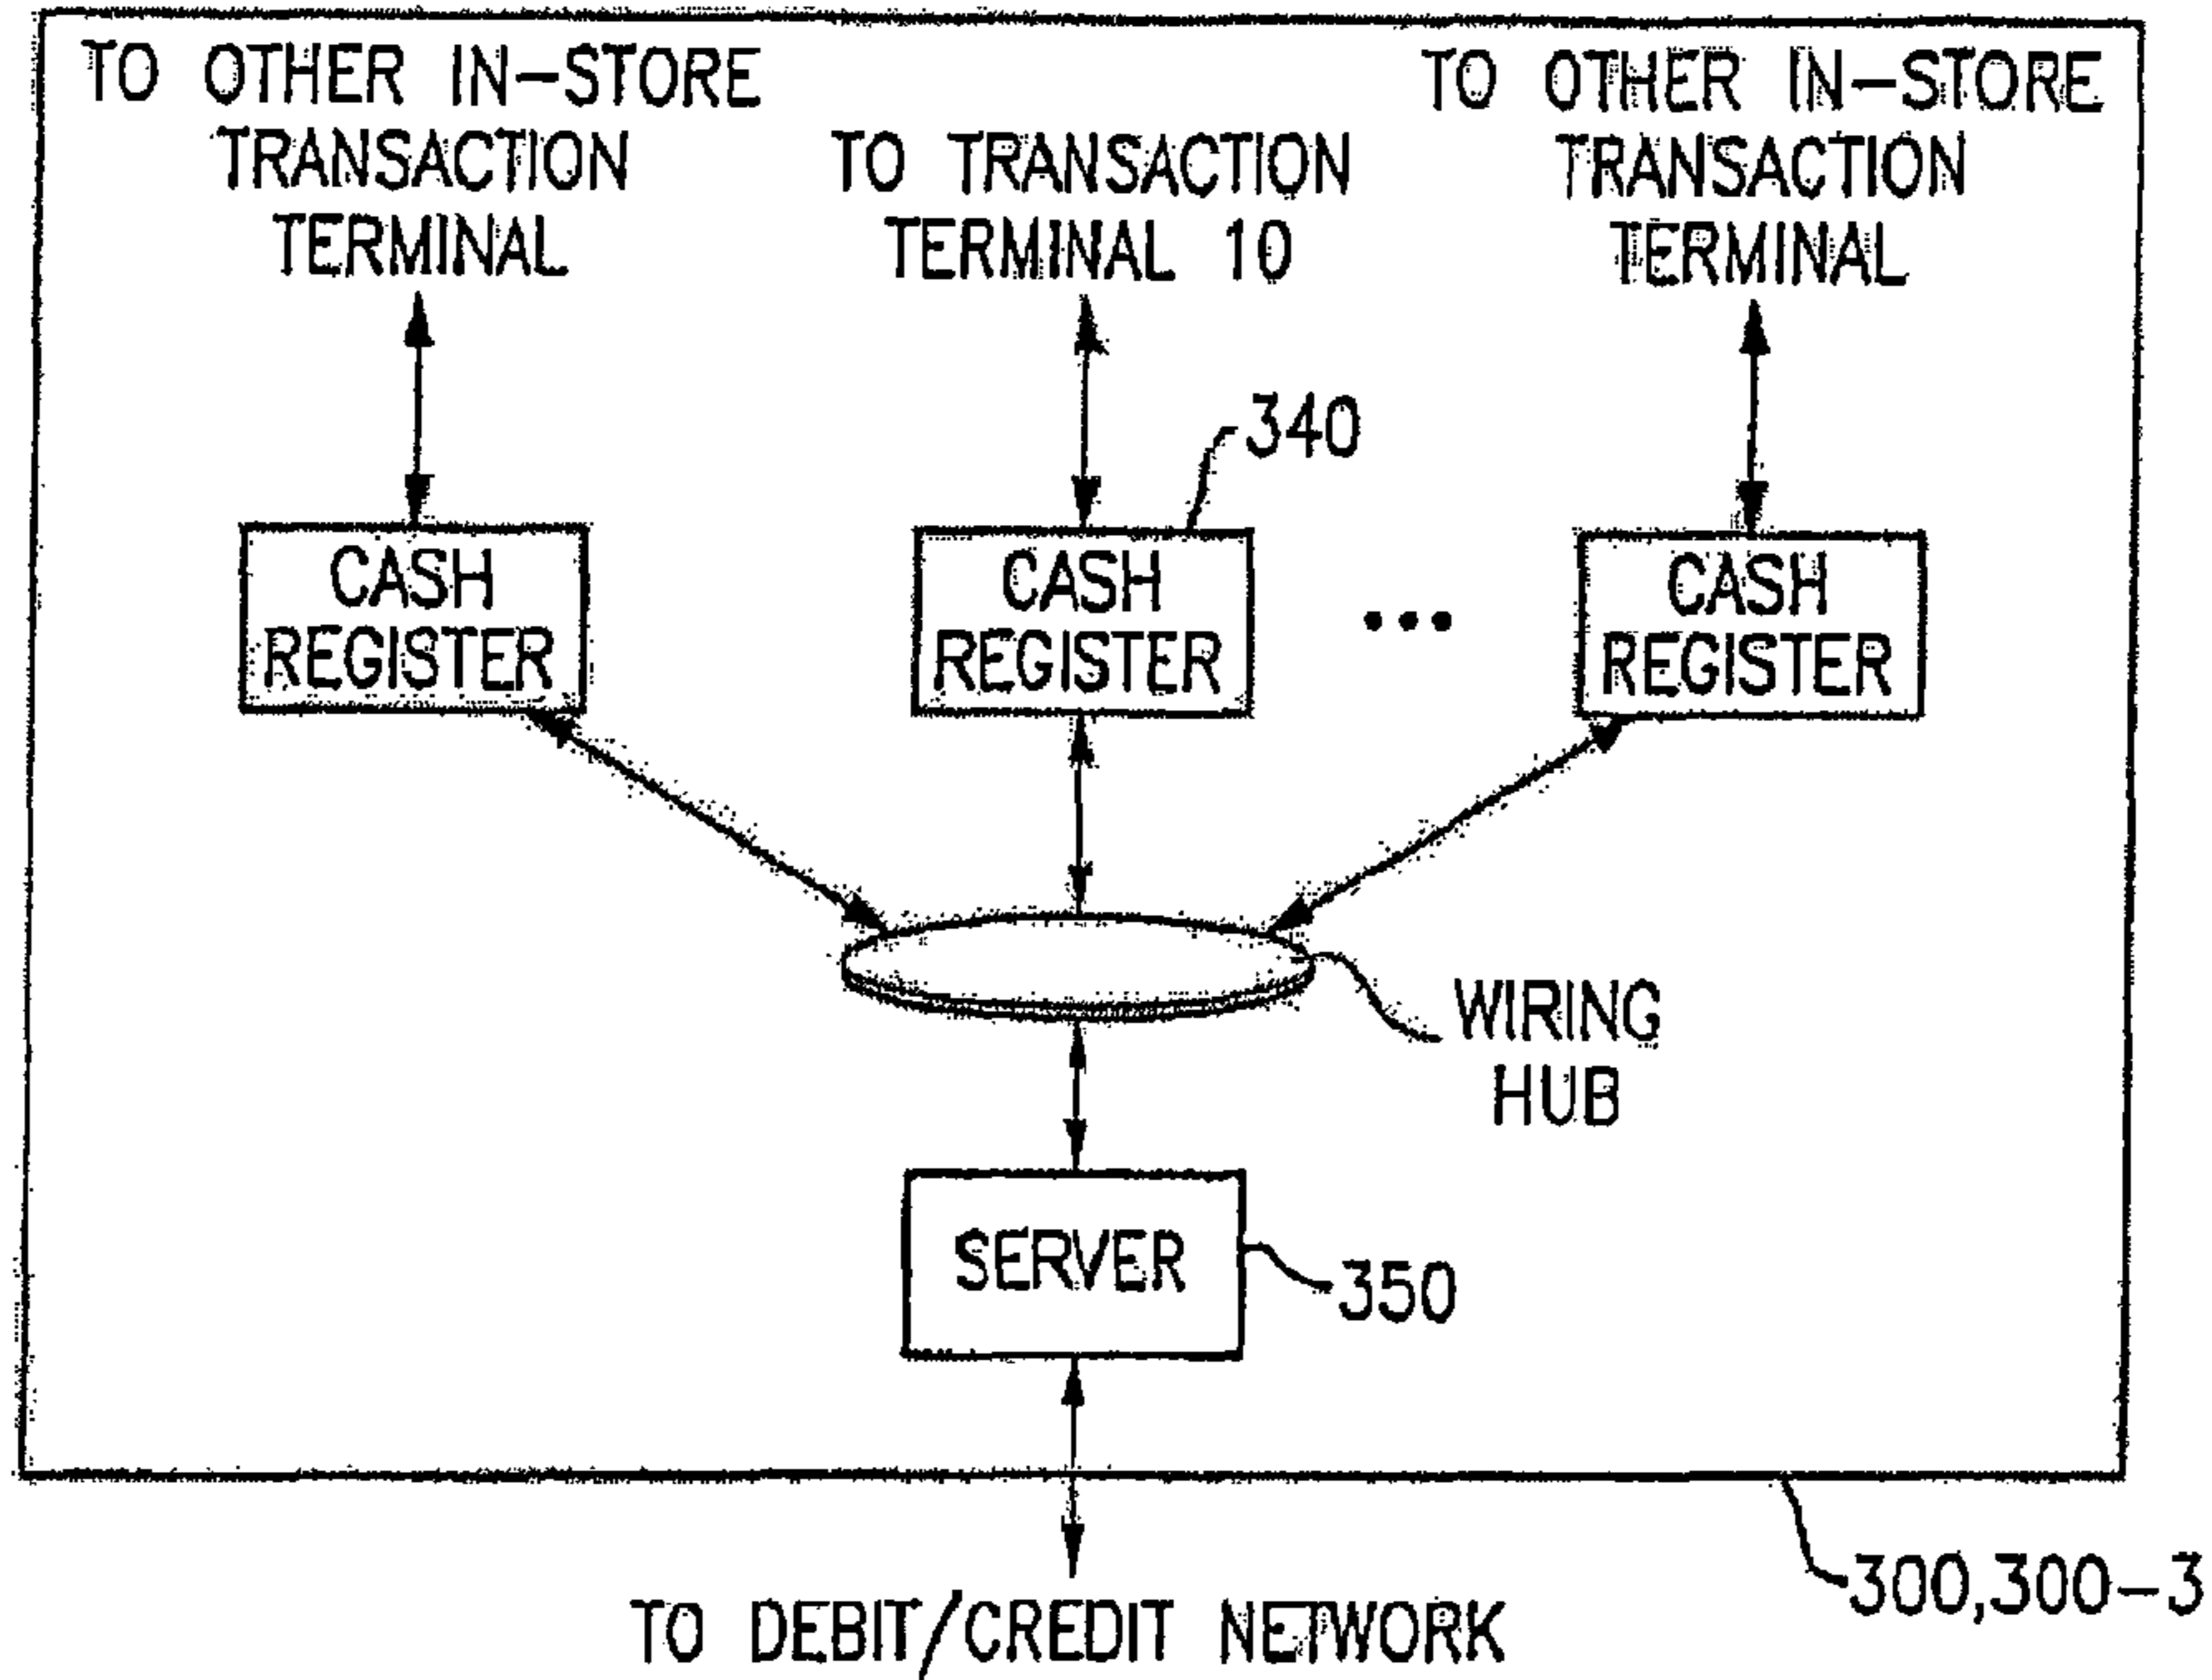 TO OTHER IN-STORE
TRANSACTION
TERMINAL
TO TRANSACTION
TERMINAL 10
TO OTHER IN-STORE
TRANSACTION
TERMINAL
340
CASH
REGISTER
CASH
REGISTER
CASH
REGISTER
WIRING
HUB
SERVER
350
300,300-3
TO DEBIT/CREDIT NETWORK